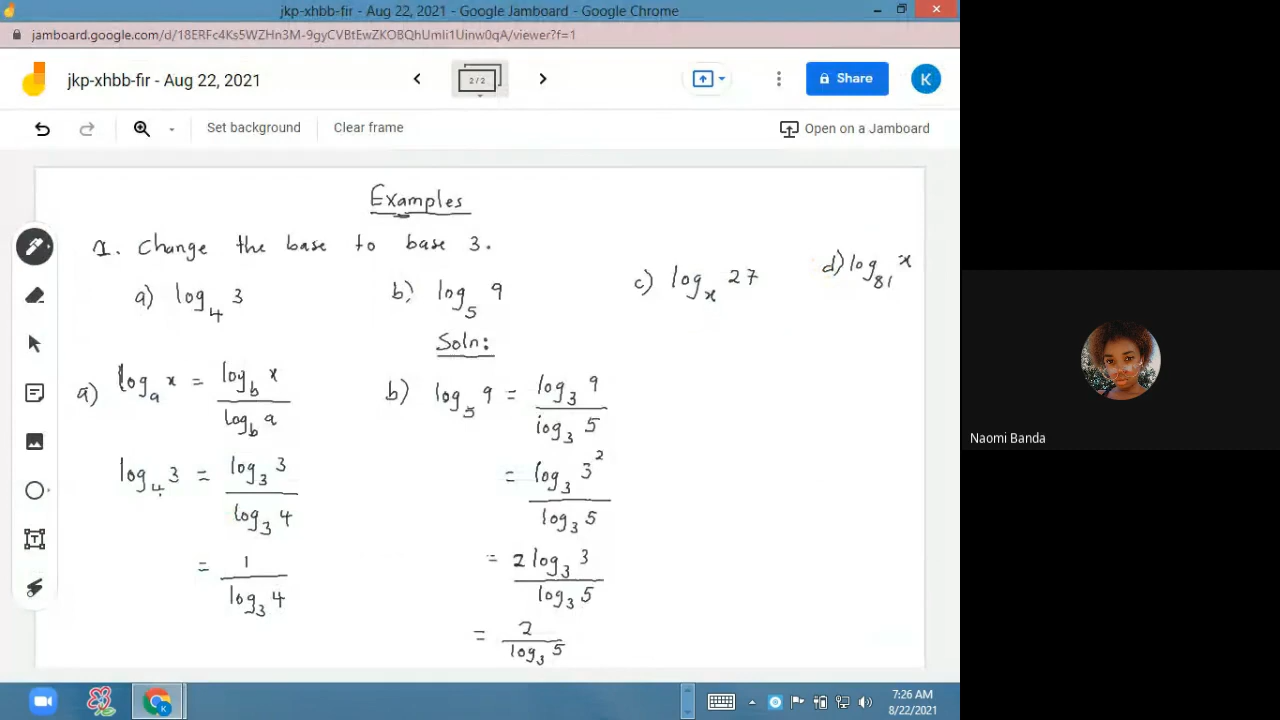 jkp-xhbb-fir - Aug 22, 2021 - Google Jamboard - Google Chrome
jamboard.google.com/d/18ERFc4Ks5WZHn3M-9gyCVBtEwZKOBQhUmli1Uinw0qA/viewer?f=1
jkp-xhbb-fir - Aug 22, 2021
2 / 2
Share
K
Set background
Clear frame
Open on a Jamboard
Examples
1. Change the base to base 3.
a) log₄ 3
b) log₅ 9
c) logₓ 27
d) log₈₁ x
Soln:
a) logₐ x = log_b x / log_b a
log₄ 3 = log₃ 3 / log₃ 4
= 1 / log₃ 4
b) log₅ 9 = log₃ 9 / log₃ 5
= log₃ 3² / log₃ 5
= 2 log₃ 3 / log₃ 5
= 2 / log₃ 5
Naomi Banda
7:26 AM
8/22/2021